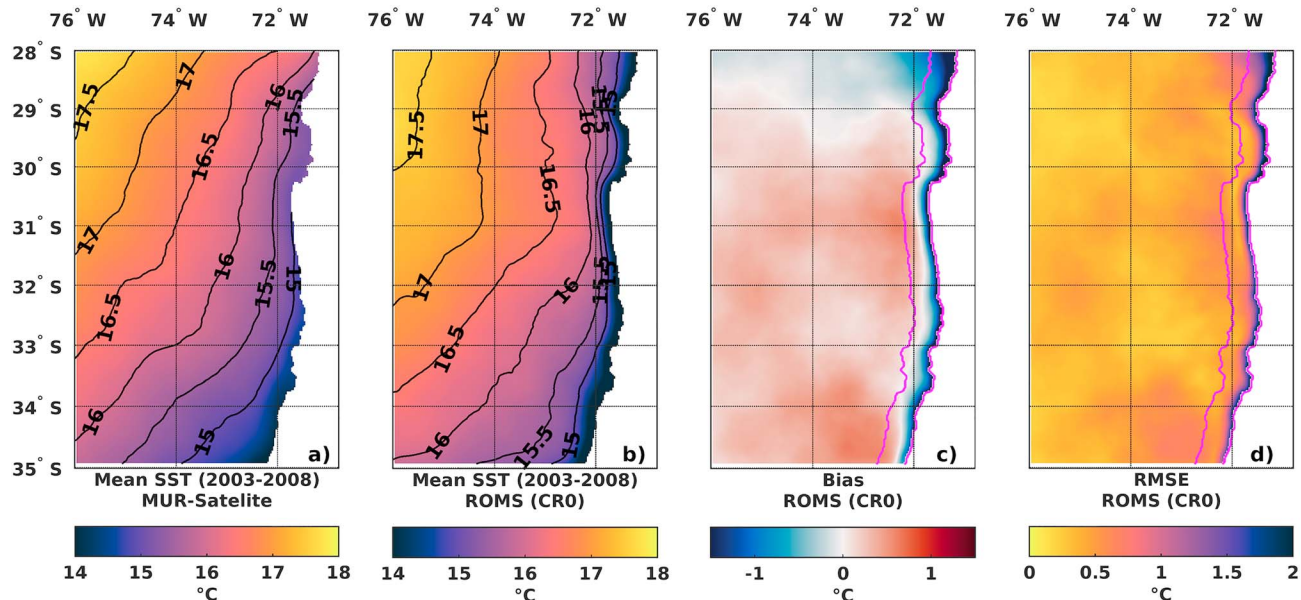 76° W 74° W 72° W 76° W 74° W 72° W 76° W 74° W 72° W 76° W 74° W 72° W
28° S
29° S
30° S
31° S
32° S
33° S
34° S
35° S
17.5
17
16.5
16
15.5
17
16.5
16
15.5
15
16
15
a)
17.5
17
16.5
16
15.5
17
16.5
16
15.5
16
15.5
15
b)
c)
d)
Mean SST (2003-2008)
MUR-Satelite
Mean SST (2003-2008)
ROMS (CR0)
Bias
ROMS (CR0)
RMSE
ROMS (CR0)
14 15 16 17 18
°C
14 15 16 17 18
°C
-1 0 1
°C
0 0.5 1 1.5 2
°C